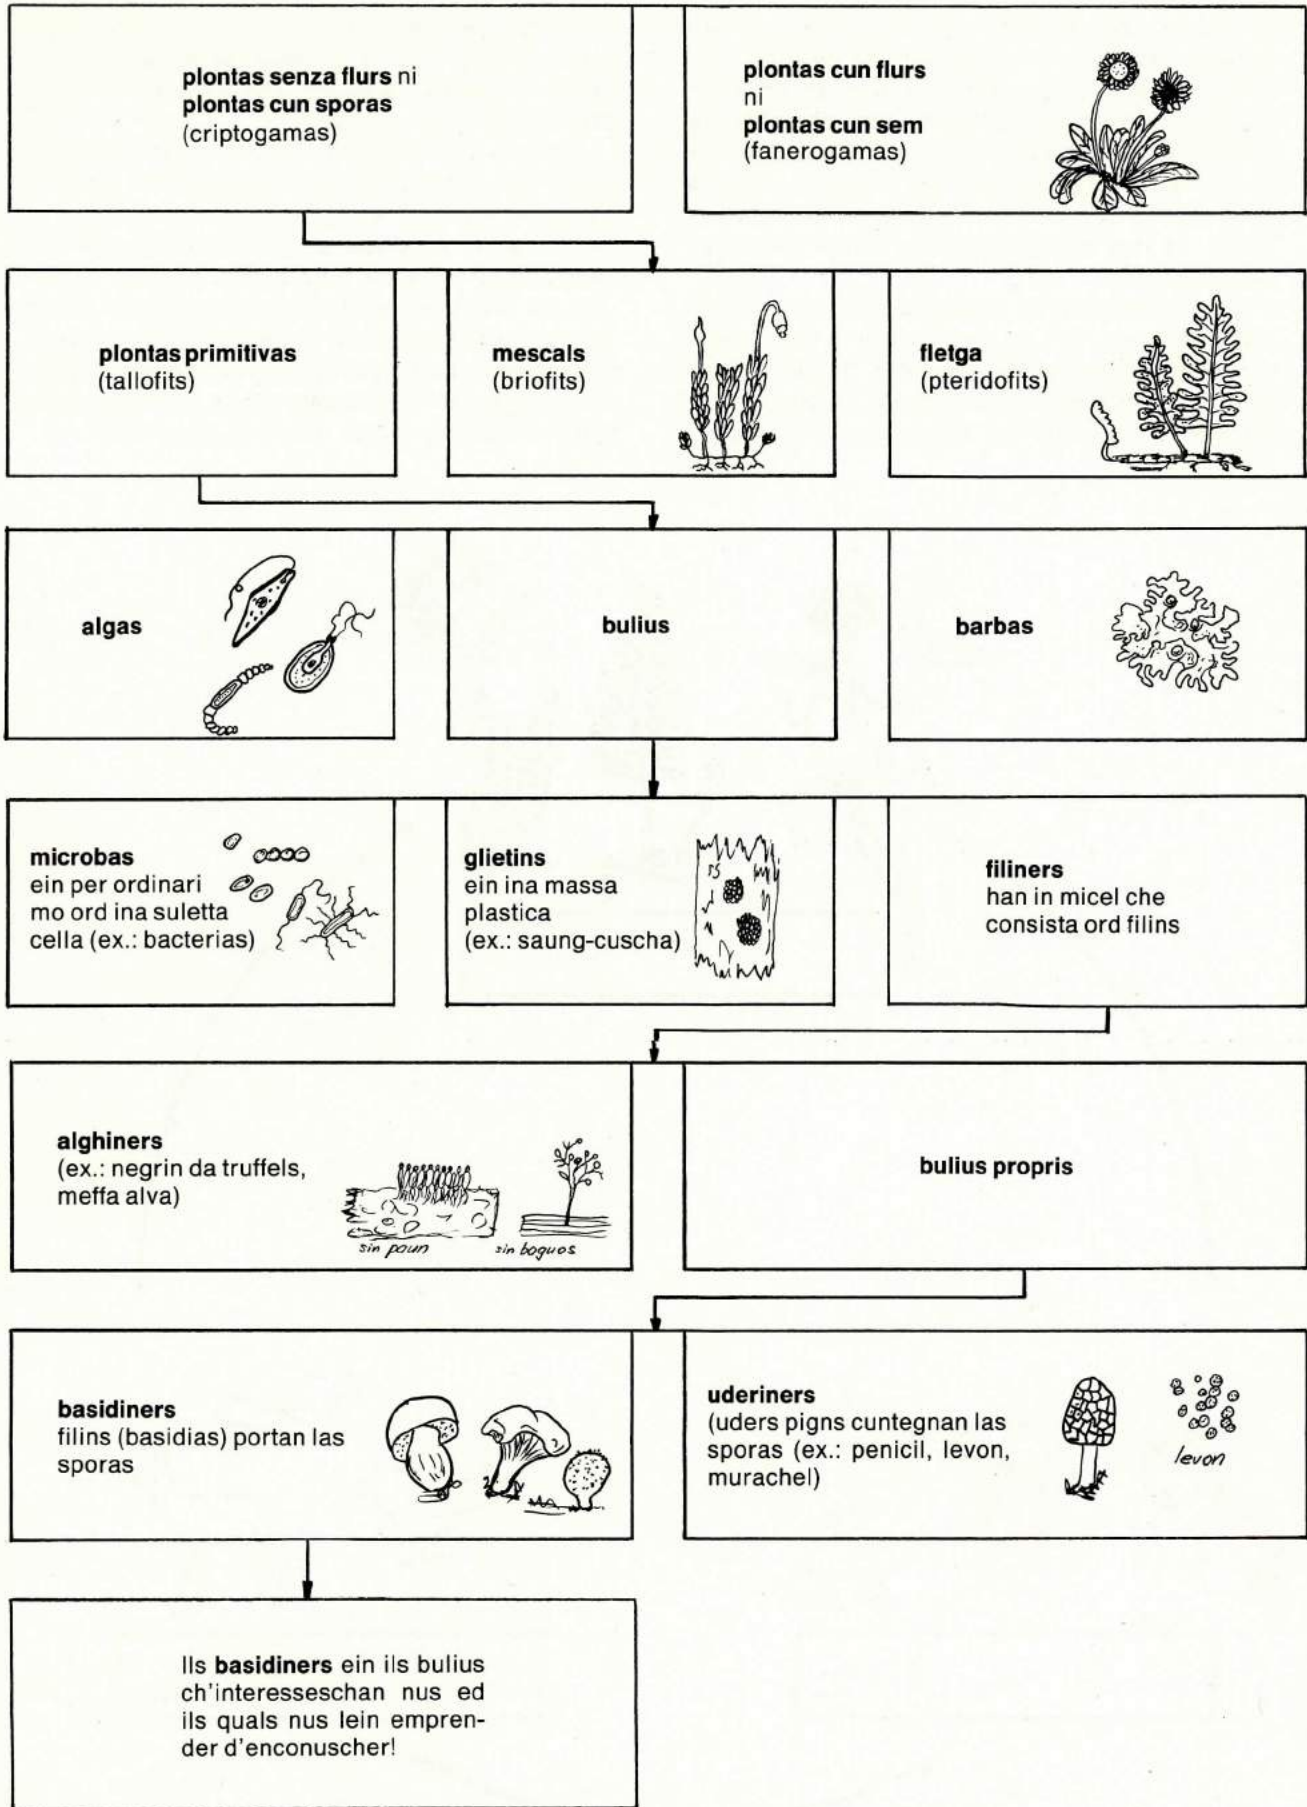 plontas senza flurs ni
plontas cun sporas
(criptogamas)
plontas cun flurs
ni
plontas cun sem
(fanerogamas)
plontas primitivas
(tallofits)
mescals
(briofits)
fletga
(pteridofits)
algas
bulius
barbas
microbas
ein per ordinari
mo ord ina suletta
cella (ex.: bacterias)
glietins
ein ina massa
plastica
(ex.: saung-cuscha)
filiners
han in micel che
consista ord filins
alghiners
(ex.: negrin da truffels,
meffa alva)
sin paun
sin boguos
bulius propris
basidiners
filins (basidias) portan las
sporas
uderiners
(uders pigns cuntegnan las
sporas (ex.: penicil, levon,
murachel)
levon
Ils basidiners ein ils bulius
ch'interesseschan nus ed
ils quals nus lein empren-
der d'enconuscher!